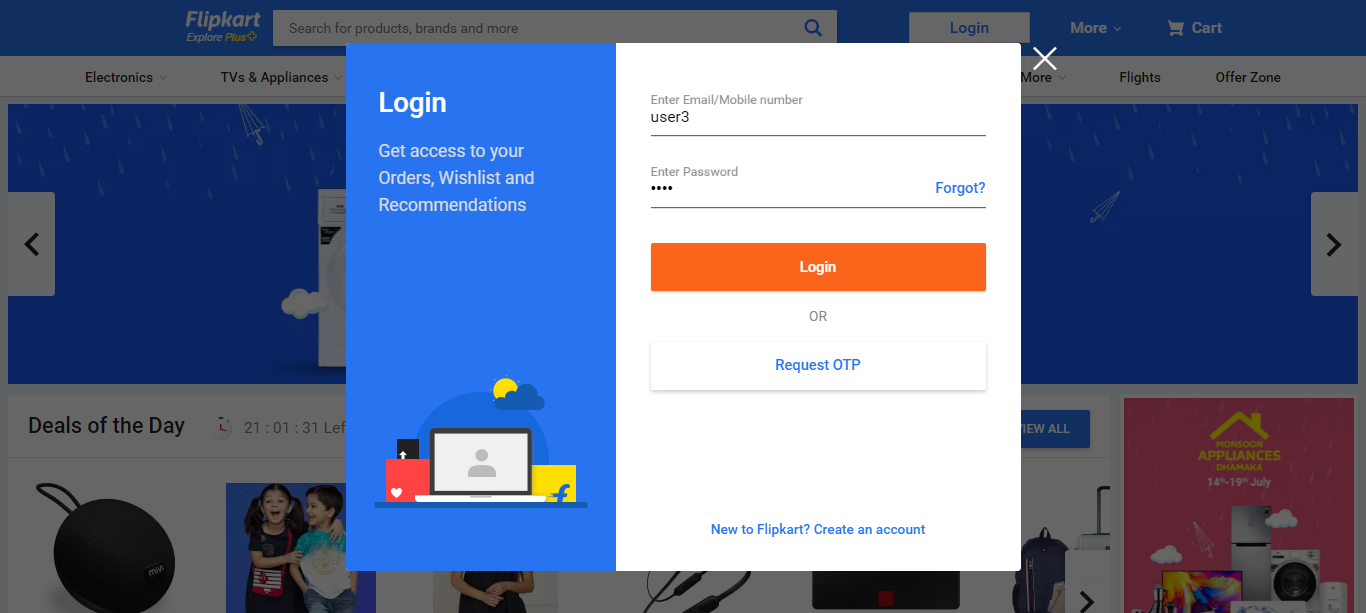 Flipkart
Explore Plus
Search for products, brands and more
Login
More
Cart
Electronics
TVs & Appliances
More
Flights
Offer Zone
Login
Get access to your
Orders, Wishlist and
Recommendations
Enter Email/Mobile number
user3
Enter Password
••••
Forgot?
Login
OR
Request OTP
New to Flipkart? Create an account
Deals of the Day
21 : 01 : 31 Lef
VIEW ALL
MONSOON
APPLIANCES
DHAMAKA
14th-19th July
mivi